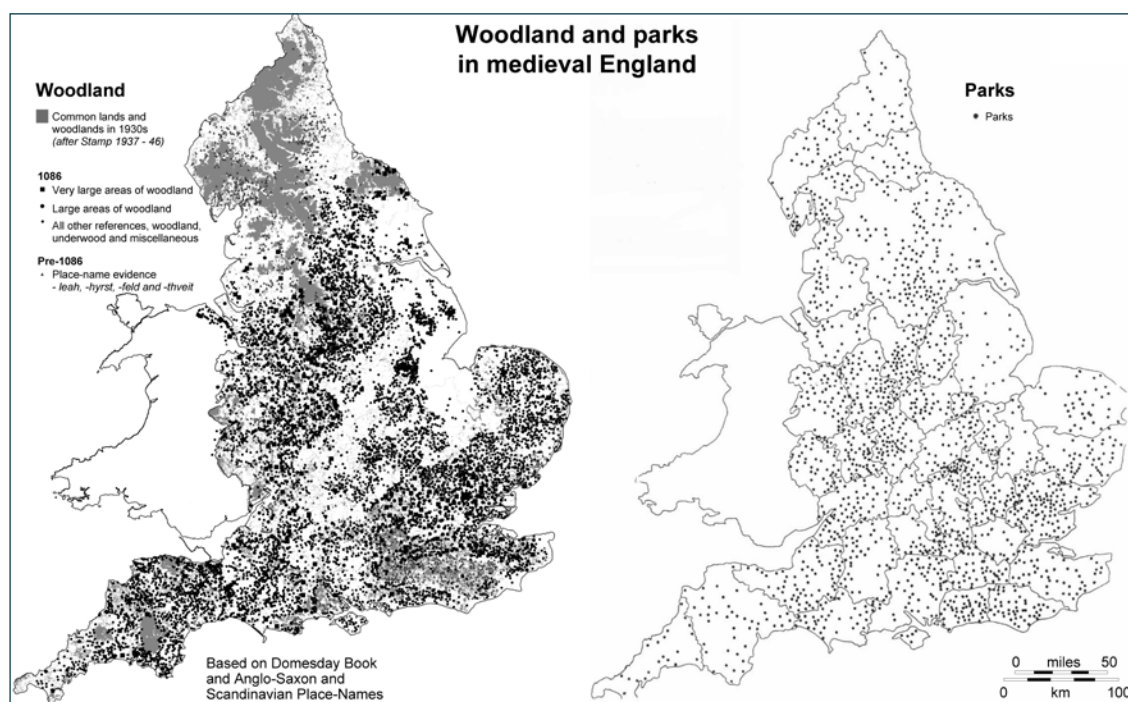 Woodland and parks
in medieval England
Woodland
Common lands and
woodlands in 1930s
(after Stamp 1937 - 46)
1086
Very large areas of woodland
Large areas of woodland
All other references, woodland,
underwood and miscellaneous
Pre-1086
Place-name evidence
- leah, -hyrst, -feld and -thveit
Based on Domesday Book
and Anglo-Saxon and
Scandinavian Place-Names
Parks
Parks
0 miles 50
0 km 100